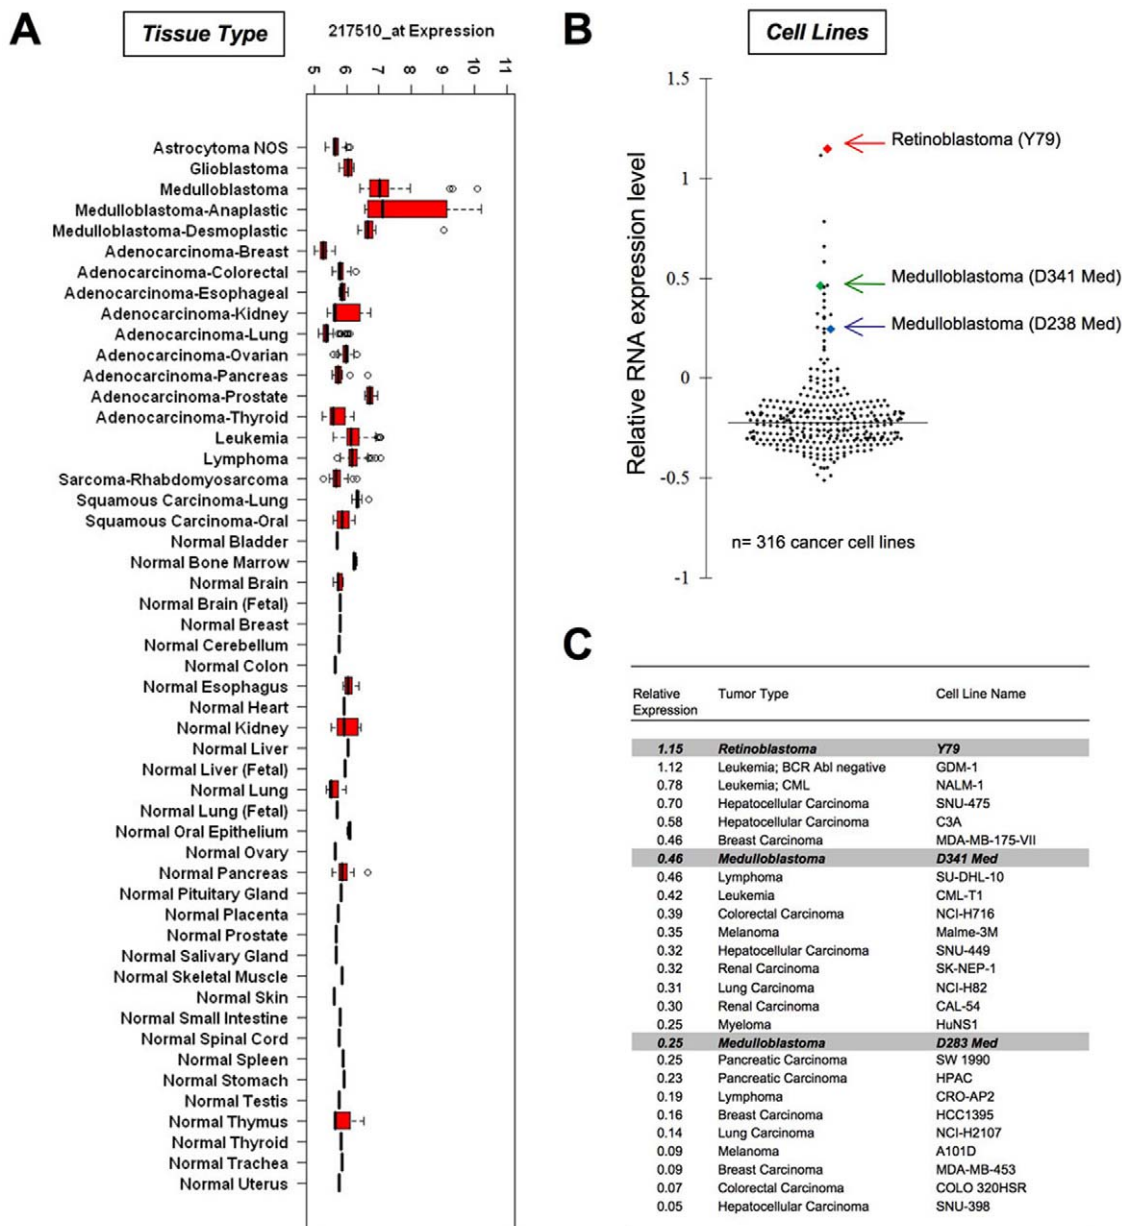 A
Tissue Type
217510_at Expression
5 6 7 8 9 10 11
Astrocytoma NOS
Glioblastoma
Medulloblastoma
Medulloblastoma-Anaplastic
Medulloblastoma-Desmoplastic
Adenocarcinoma-Breast
Adenocarcinoma-Colorectal
Adenocarcinoma-Esophageal
Adenocarcinoma-Kidney
Adenocarcinoma-Lung
Adenocarcinoma-Ovarian
Adenocarcinoma-Pancreas
Adenocarcinoma-Prostate
Adenocarcinoma-Thyroid
Leukemia
Lymphoma
Sarcoma-Rhabdomyosarcoma
Squamous Carcinoma-Lung
Squamous Carcinoma-Oral
Normal Bladder
Normal Bone Marrow
Normal Brain
Normal Brain (Fetal)
Normal Breast
Normal Cerebellum
Normal Colon
Normal Esophagus
Normal Heart
Normal Kidney
Normal Liver
Normal Liver (Fetal)
Normal Lung
Normal Lung (Fetal)
Normal Oral Epithelium
Normal Ovary
Normal Pancreas
Normal Pituitary Gland
Normal Placenta
Normal Prostate
Normal Salivary Gland
Normal Skeletal Muscle
Normal Skin
Normal Small Intestine
Normal Spinal Cord
Normal Spleen
Normal Stomach
Normal Testis
Normal Thymus
Normal Thyroid
Normal Trachea
Normal Uterus
B
Cell Lines
Relative RNA expression level
1.5
1
0.5
0
-0.5
-1
Retinoblastoma (Y79)
Medulloblastoma (D341 Med)
Medulloblastoma (D238 Med)
n= 316 cancer cell lines
C
Relative Expression Tumor Type Cell Line Name
1.15 Retinoblastoma Y79
1.12 Leukemia; BCR Abl negative GDM-1
0.78 Leukemia; CML NALM-1
0.70 Hepatocellular Carcinoma SNU-475
0.58 Hepatocellular Carcinoma C3A
0.46 Breast Carcinoma MDA-MB-175-VII
0.46 Medulloblastoma D341 Med
0.46 Lymphoma SU-DHL-10
0.42 Leukemia CML-T1
0.39 Colorectal Carcinoma NCI-H716
0.35 Melanoma Malme-3M
0.32 Hepatocellular Carcinoma SNU-449
0.32 Renal Carcinoma SK-NEP-1
0.31 Lung Carcinoma NCI-H82
0.30 Renal Carcinoma CAL-54
0.25 Myeloma HuNS1
0.25 Medulloblastoma D283 Med
0.25 Pancreatic Carcinoma SW 1990
0.23 Pancreatic Carcinoma HPAC
0.19 Lymphoma CRO-AP2
0.16 Breast Carcinoma HCC1395
0.14 Lung Carcinoma NCI-H2107
0.09 Melanoma A101D
0.09 Breast Carcinoma MDA-MB-453
0.07 Colorectal Carcinoma COLO 320HSR
0.05 Hepatocellular Carcinoma SNU-398